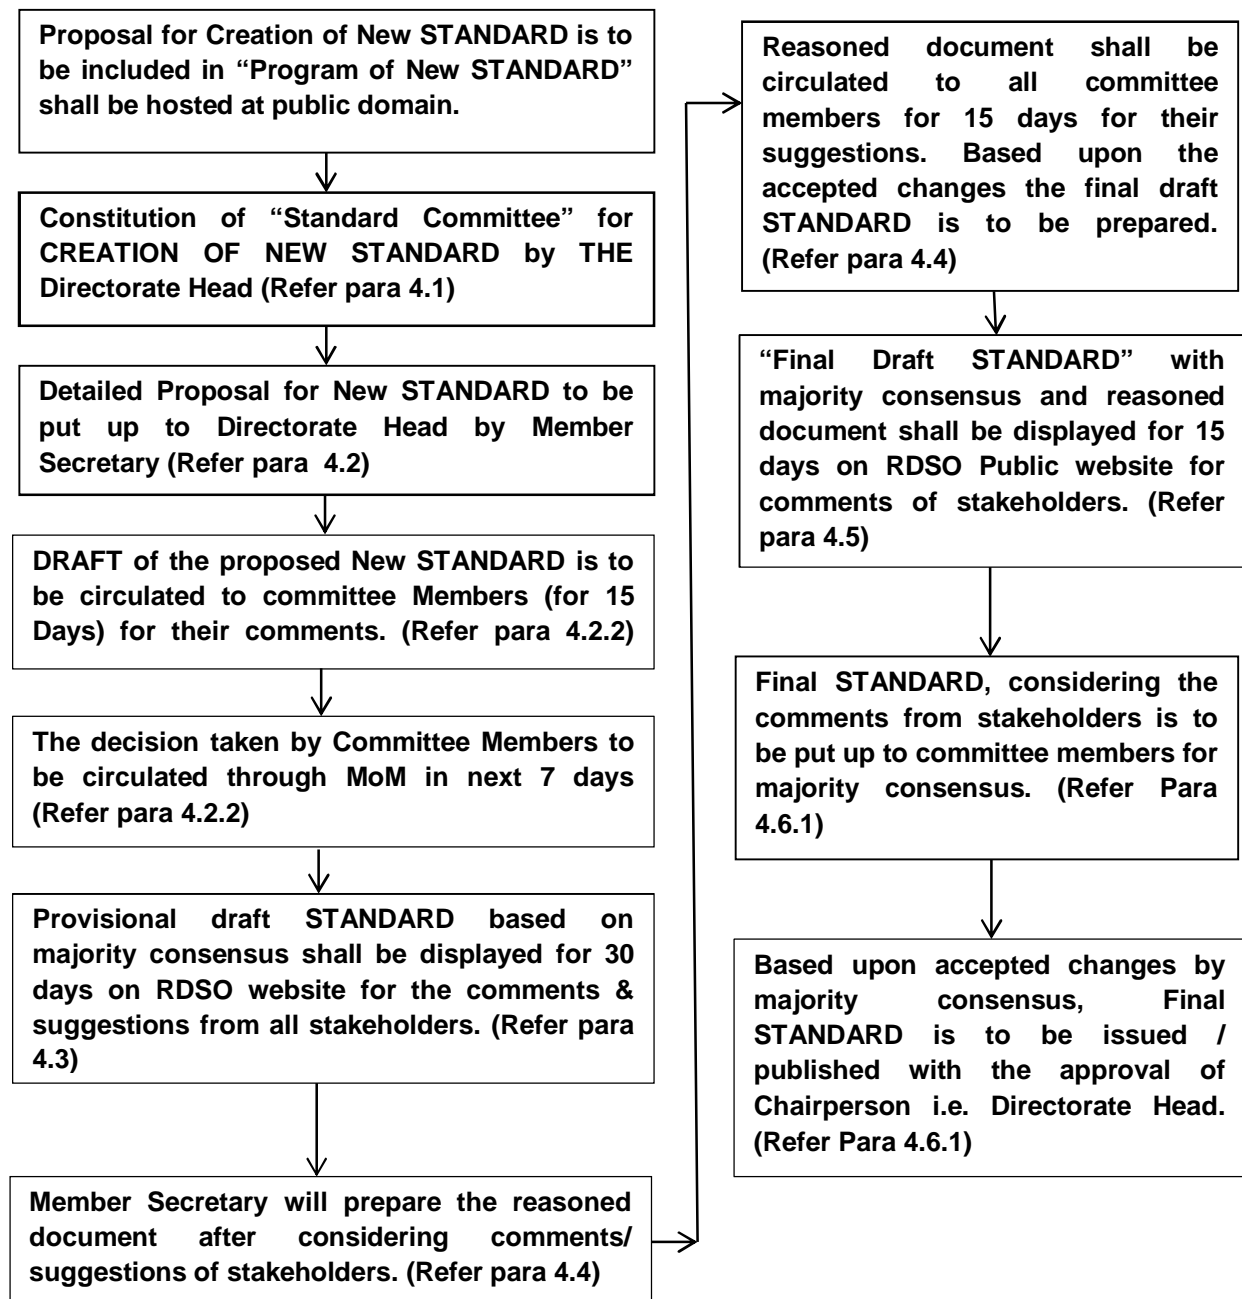 Proposal for Creation of New STANDARD is to
be included in “Program of New STANDARD”
shall be hosted at public domain.
Constitution of “Standard Committee” for
CREATION OF NEW STANDARD by THE
Directorate Head (Refer para 4.1)
Detailed Proposal for New STANDARD to be
put up to Directorate Head by Member
Secretary (Refer para 4.2)
DRAFT of the proposed New STANDARD is to
be circulated to committee Members (for 15
Days) for their comments. (Refer para 4.2.2)
The decision taken by Committee Members to
be circulated through MoM in next 7 days
(Refer para 4.2.2)
Provisional draft STANDARD based on
majority consensus shall be displayed for 30
days on RDSO website for the comments &
suggestions from all stakeholders. (Refer para
4.3)
Member Secretary will prepare the reasoned
document after considering comments/
suggestions of stakeholders. (Refer para 4.4)
Reasoned document shall be
circulated to all committee
members for 15 days for their
suggestions. Based upon the
accepted changes the final draft
STANDARD is to be prepared.
(Refer para 4.4)
“Final Draft STANDARD” with
majority consensus and reasoned
document shall be displayed for 15
days on RDSO Public website for
comments of stakeholders. (Refer
para 4.5)
Final STANDARD, considering the
comments from stakeholders is to
be put up to committee members for
majority consensus. (Refer Para
4.6.1)
Based upon accepted changes by
majority consensus, Final
STANDARD is to be issued /
published with the approval of
Chairperson i.e. Directorate Head.
(Refer Para 4.6.1)